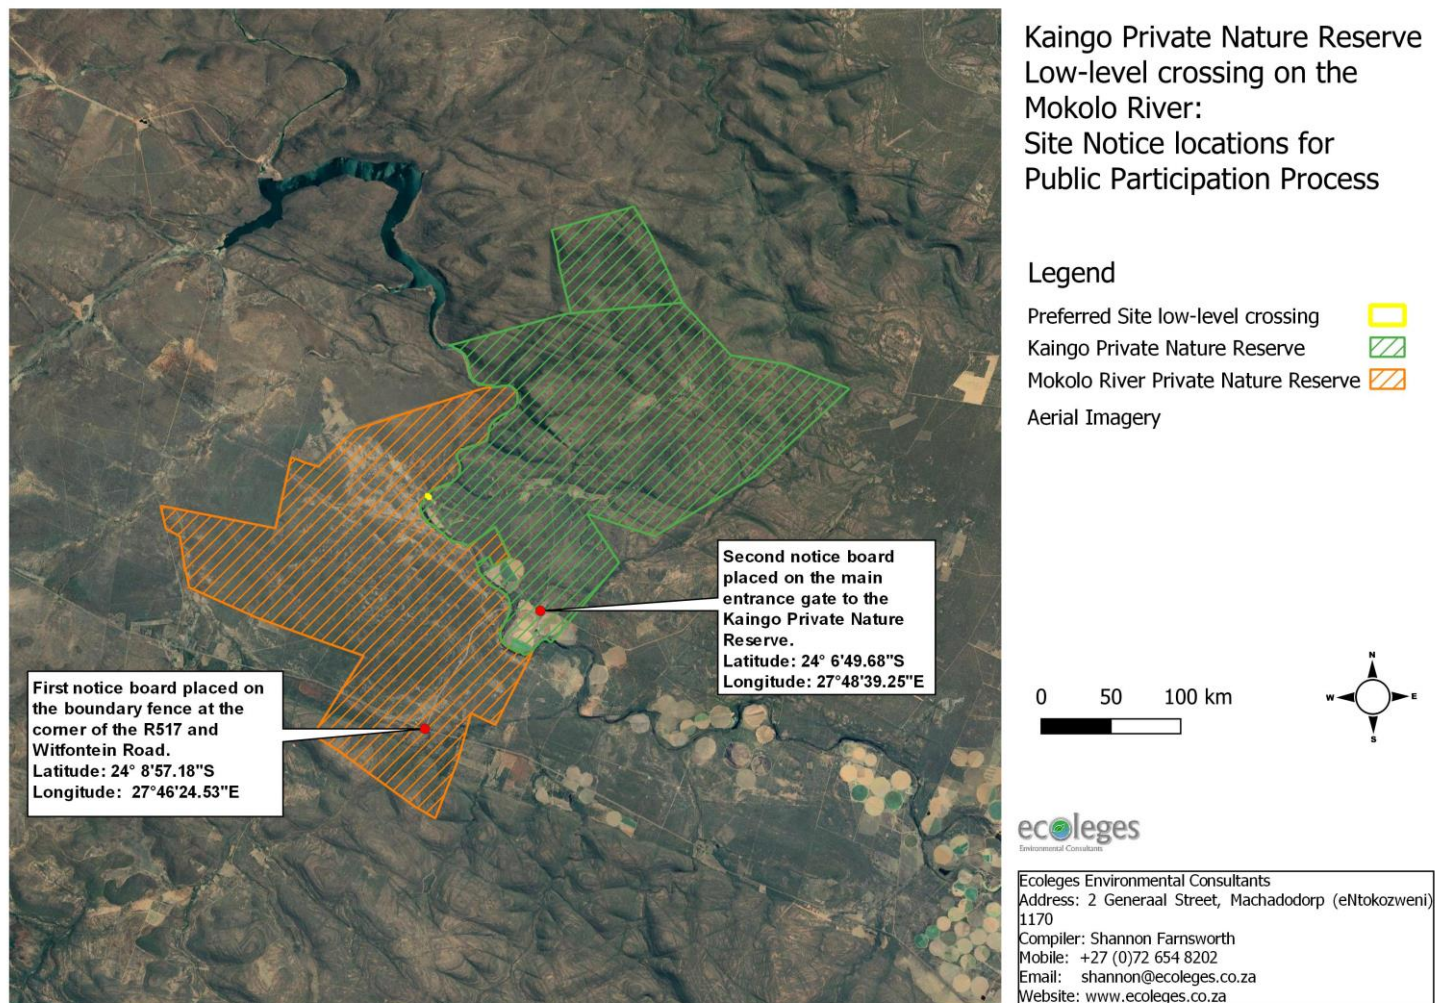 Kaingo Private Nature Reserve
Low-level crossing on the
Mokolo River:
Site Notice locations for
Public Participation Process
Legend
Preferred Site low-level crossing
Kaingo Private Nature Reserve
Mokolo River Private Nature Reserve
Aerial Imagery
Second notice board
placed on the main
entrance gate to the
Kaingo Private Nature
Reserve.
Latitude: 24° 6'49.68"S
Longitude: 27°48'39.25"E
First notice board placed on
the boundary fence at the
corner of the R517 and
Witfontein Road.
Latitude: 24° 8'57.18"S
Longitude: 27°46'24.53"E
0 50 100 km
N
W E
S
ecoleges
Environmental Consultants
Ecoleges Environmental Consultants
Address: 2 Generaal Street, Machadodorp (eNtokozweni)
1170
Compiler: Shannon Farnsworth
Mobile: +27 (0)72 654 8202
Email: shannon@ecoleges.co.za
Website: www.ecoleges.co.za